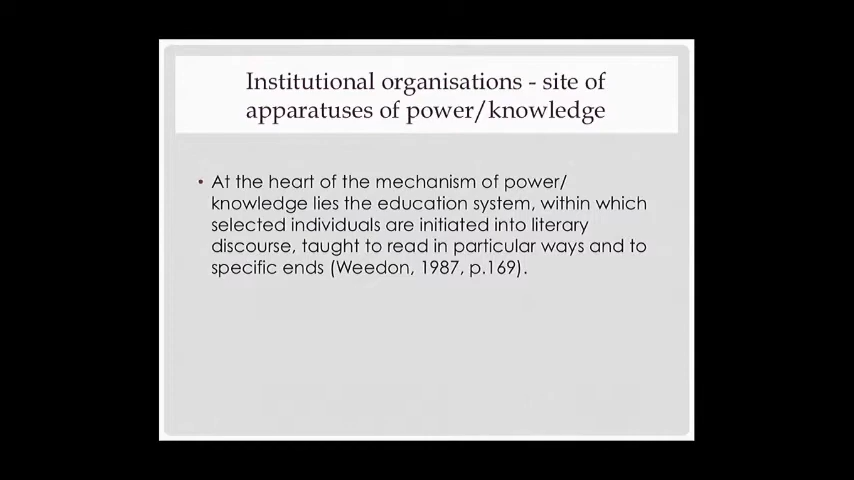 Institutional organisations - site of
apparatuses of power/knowledge
• At the heart of the mechanism of power/
knowledge lies the education system, within which
selected individuals are initiated into literary
discourse, taught to read in particular ways and to
specific ends (Weedon, 1987, p.169).